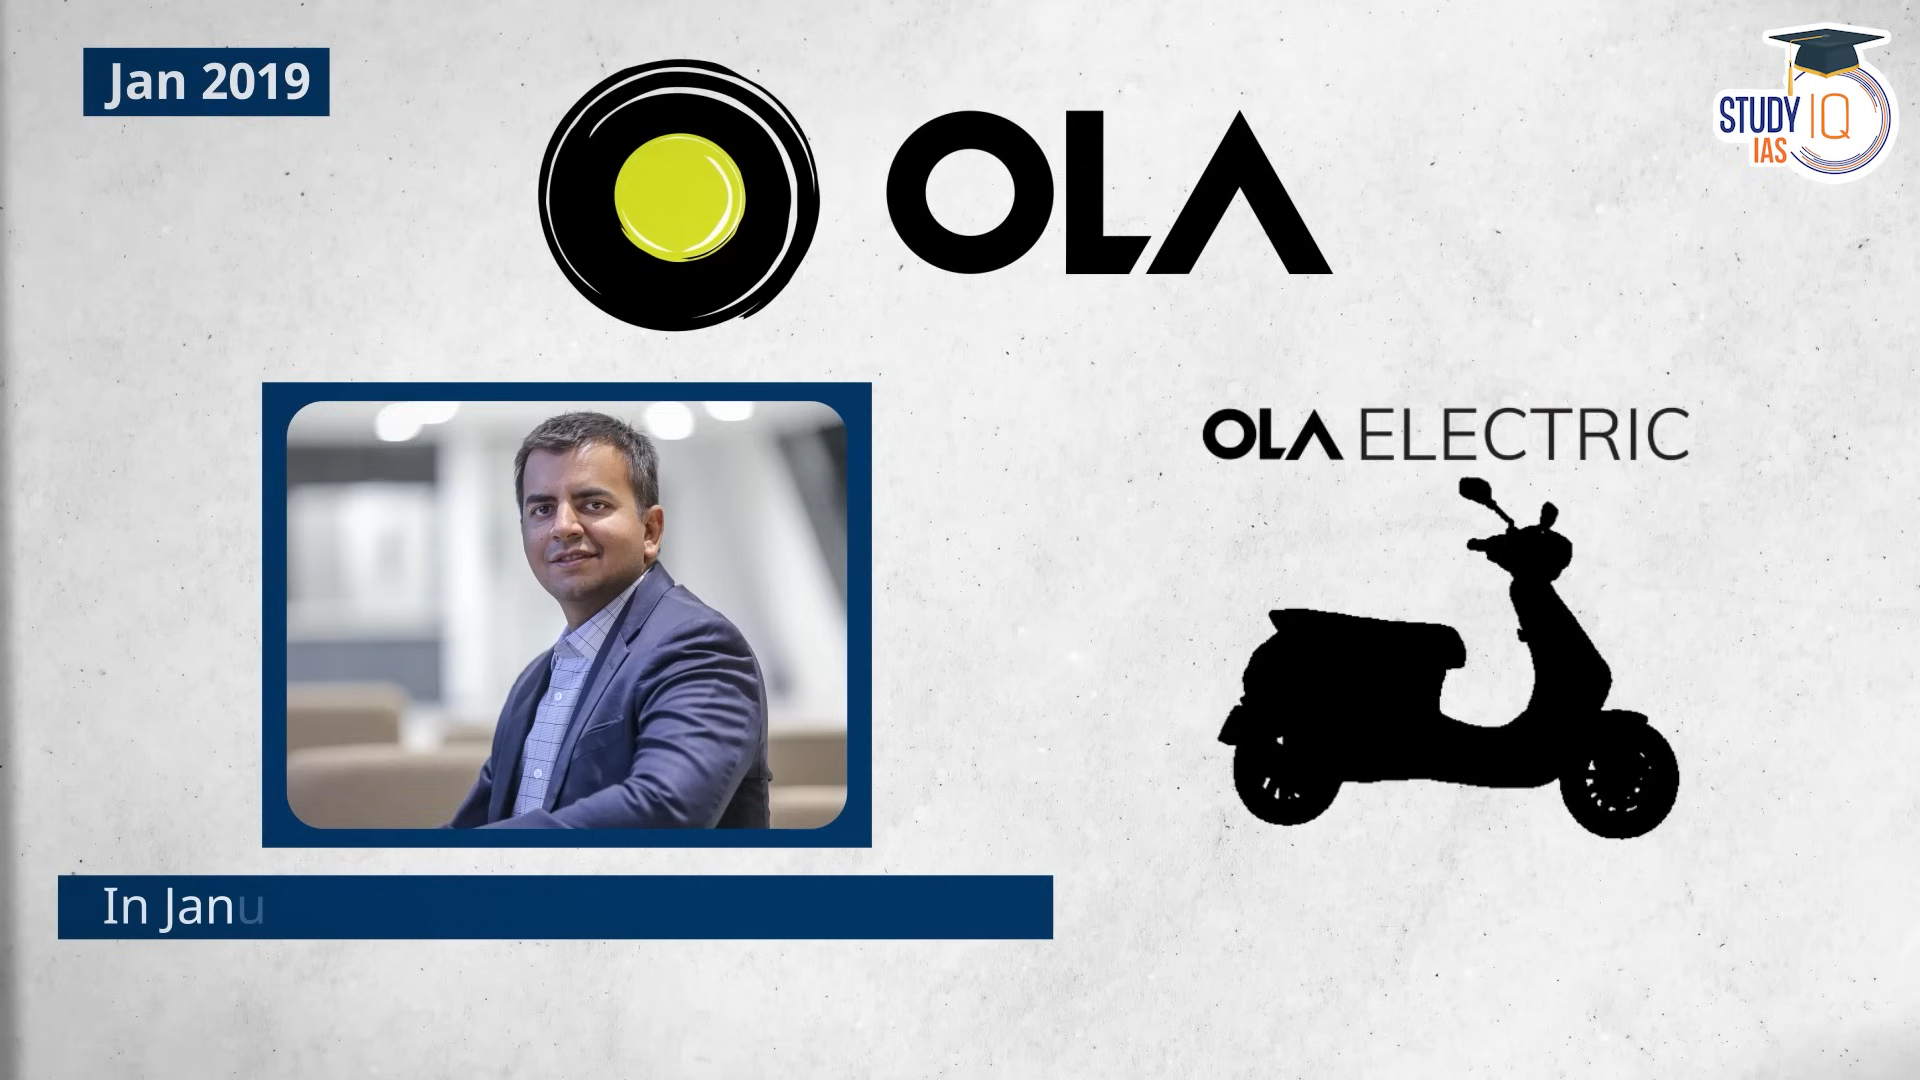 Jan 2019
OLA
STUDY IQ
IAS
OLA ELECTRIC
In Janu